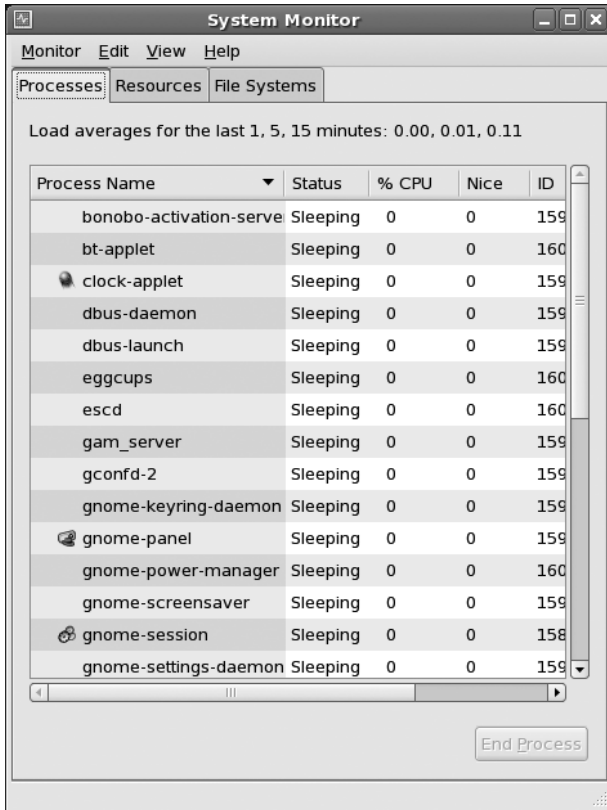 System Monitor
Monitor Edit View Help
Processes Resources File Systems
Load averages for the last 1, 5, 15 minutes: 0.00, 0.01, 0.11
Process Name Status % CPU Nice ID
bonobo-activation-serve Sleeping 0 0 159
bt-applet Sleeping 0 0 160
clock-applet Sleeping 0 0 159
dbus-daemon Sleeping 0 0 159
dbus-launch Sleeping 0 0 159
eggcups Sleeping 0 0 160
escd Sleeping 0 0 160
gam_server Sleeping 0 0 159
gconfd-2 Sleeping 0 0 159
gnome-keyring-daemon Sleeping 0 0 159
gnome-panel Sleeping 0 0 159
gnome-power-manager Sleeping 0 0 160
gnome-screensaver Sleeping 0 0 159
gnome-session Sleeping 0 0 158
gnome-settings-daemon Sleeping 0 0 159
End Process